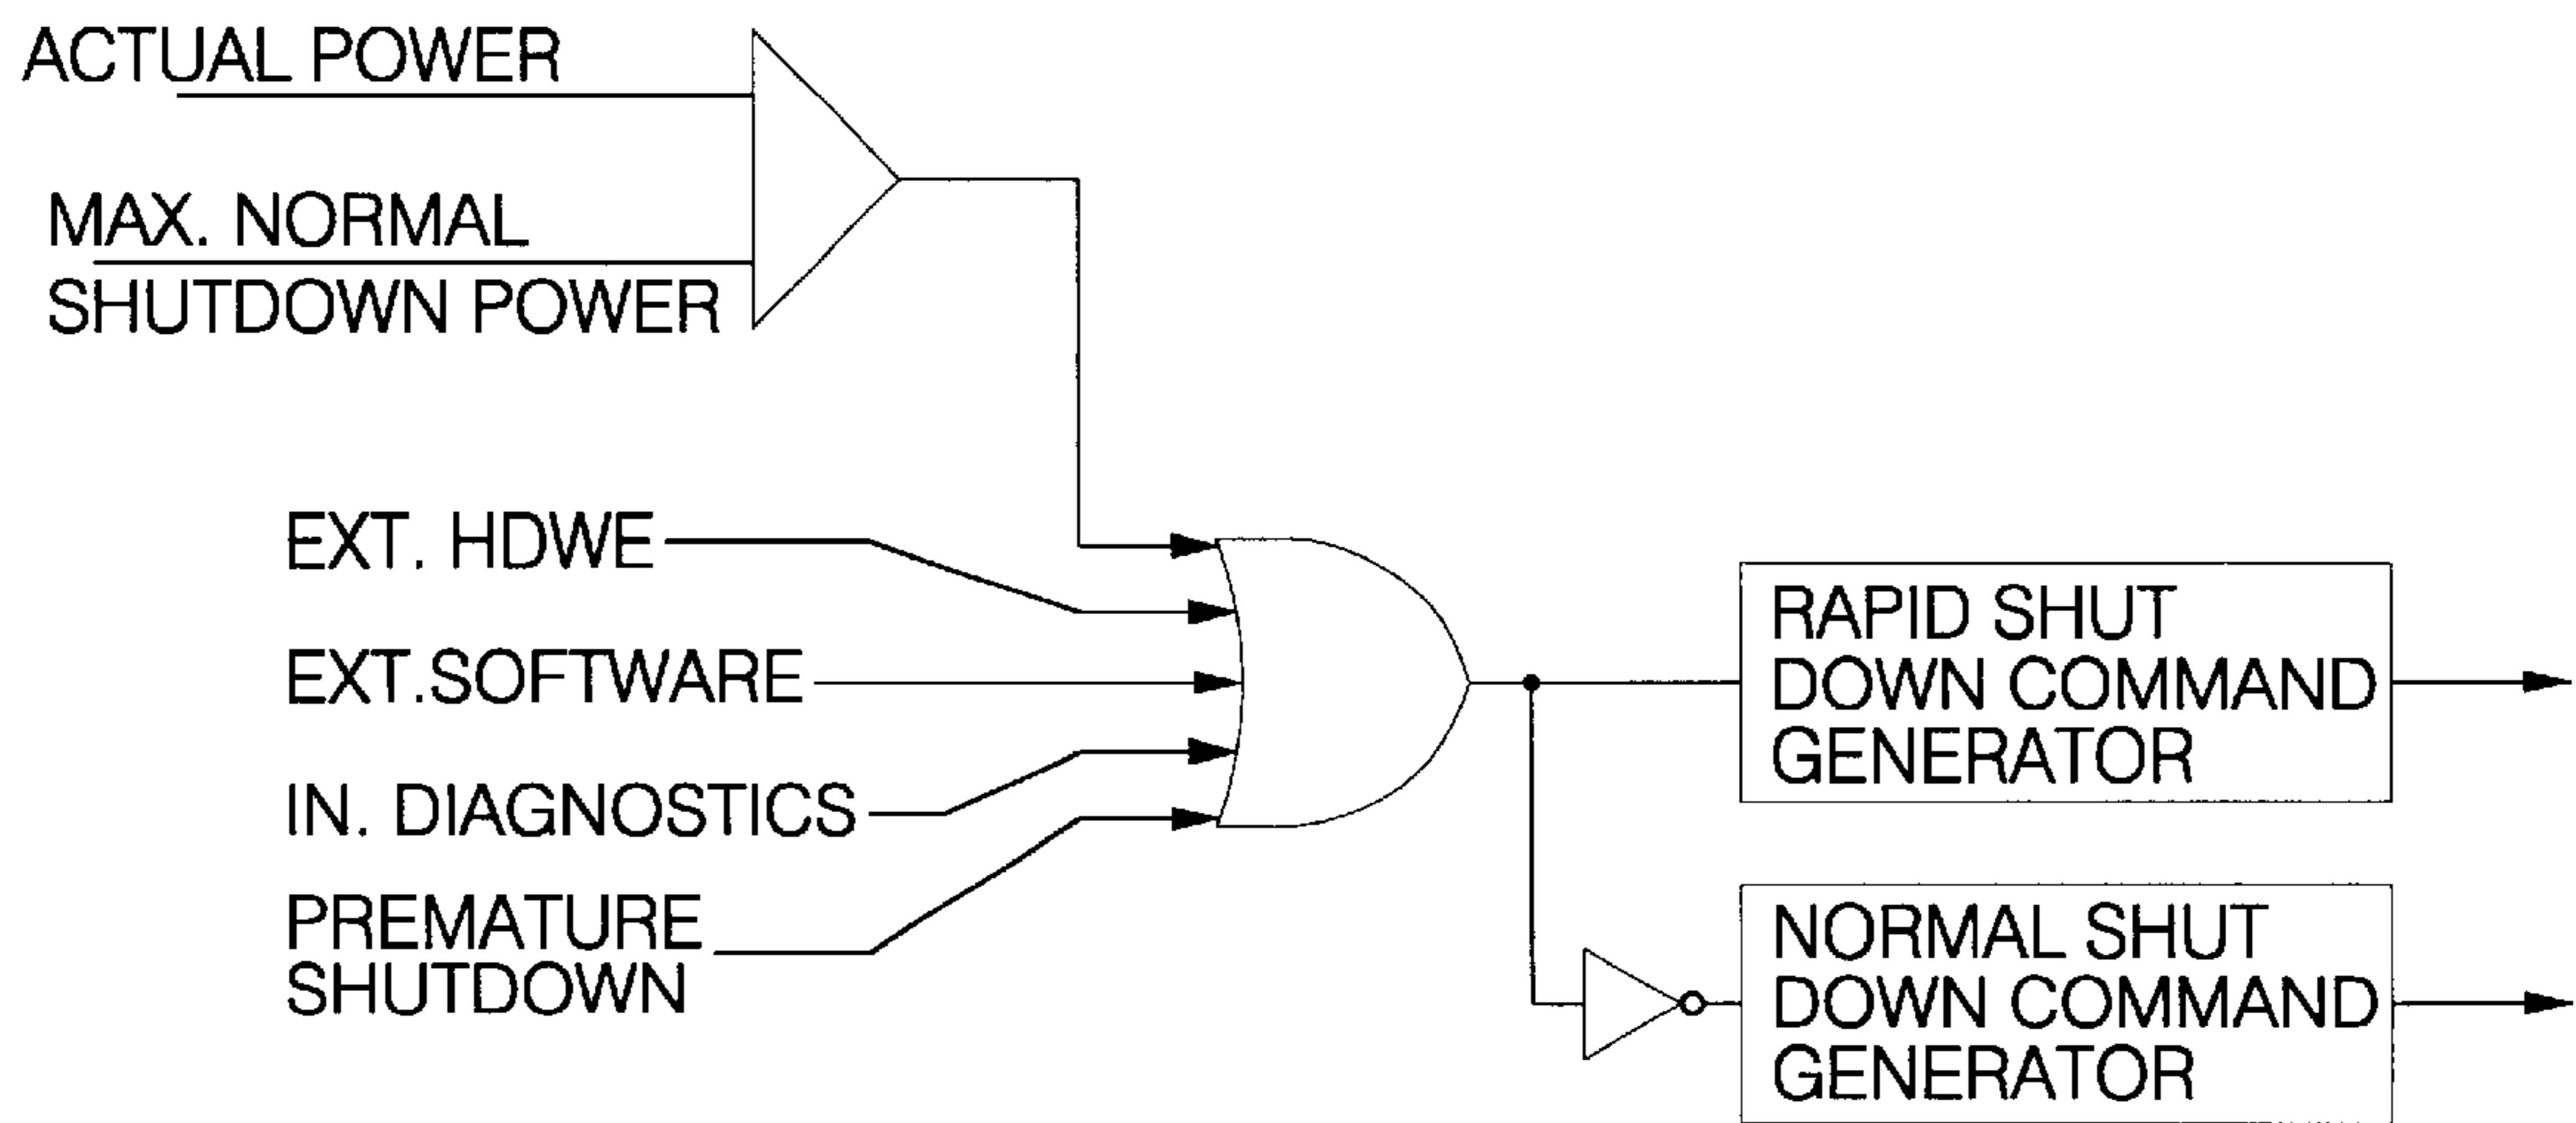 ACTUAL POWER
MAX. NORMAL
SHUTDOWN POWER
EXT. HDWE
EXT.SOFTWARE
IN. DIAGNOSTICS
PREMATURE
SHUTDOWN
RAPID SHUT
DOWN COMMAND
GENERATOR
NORMAL SHUT
DOWN COMMAND
GENERATOR